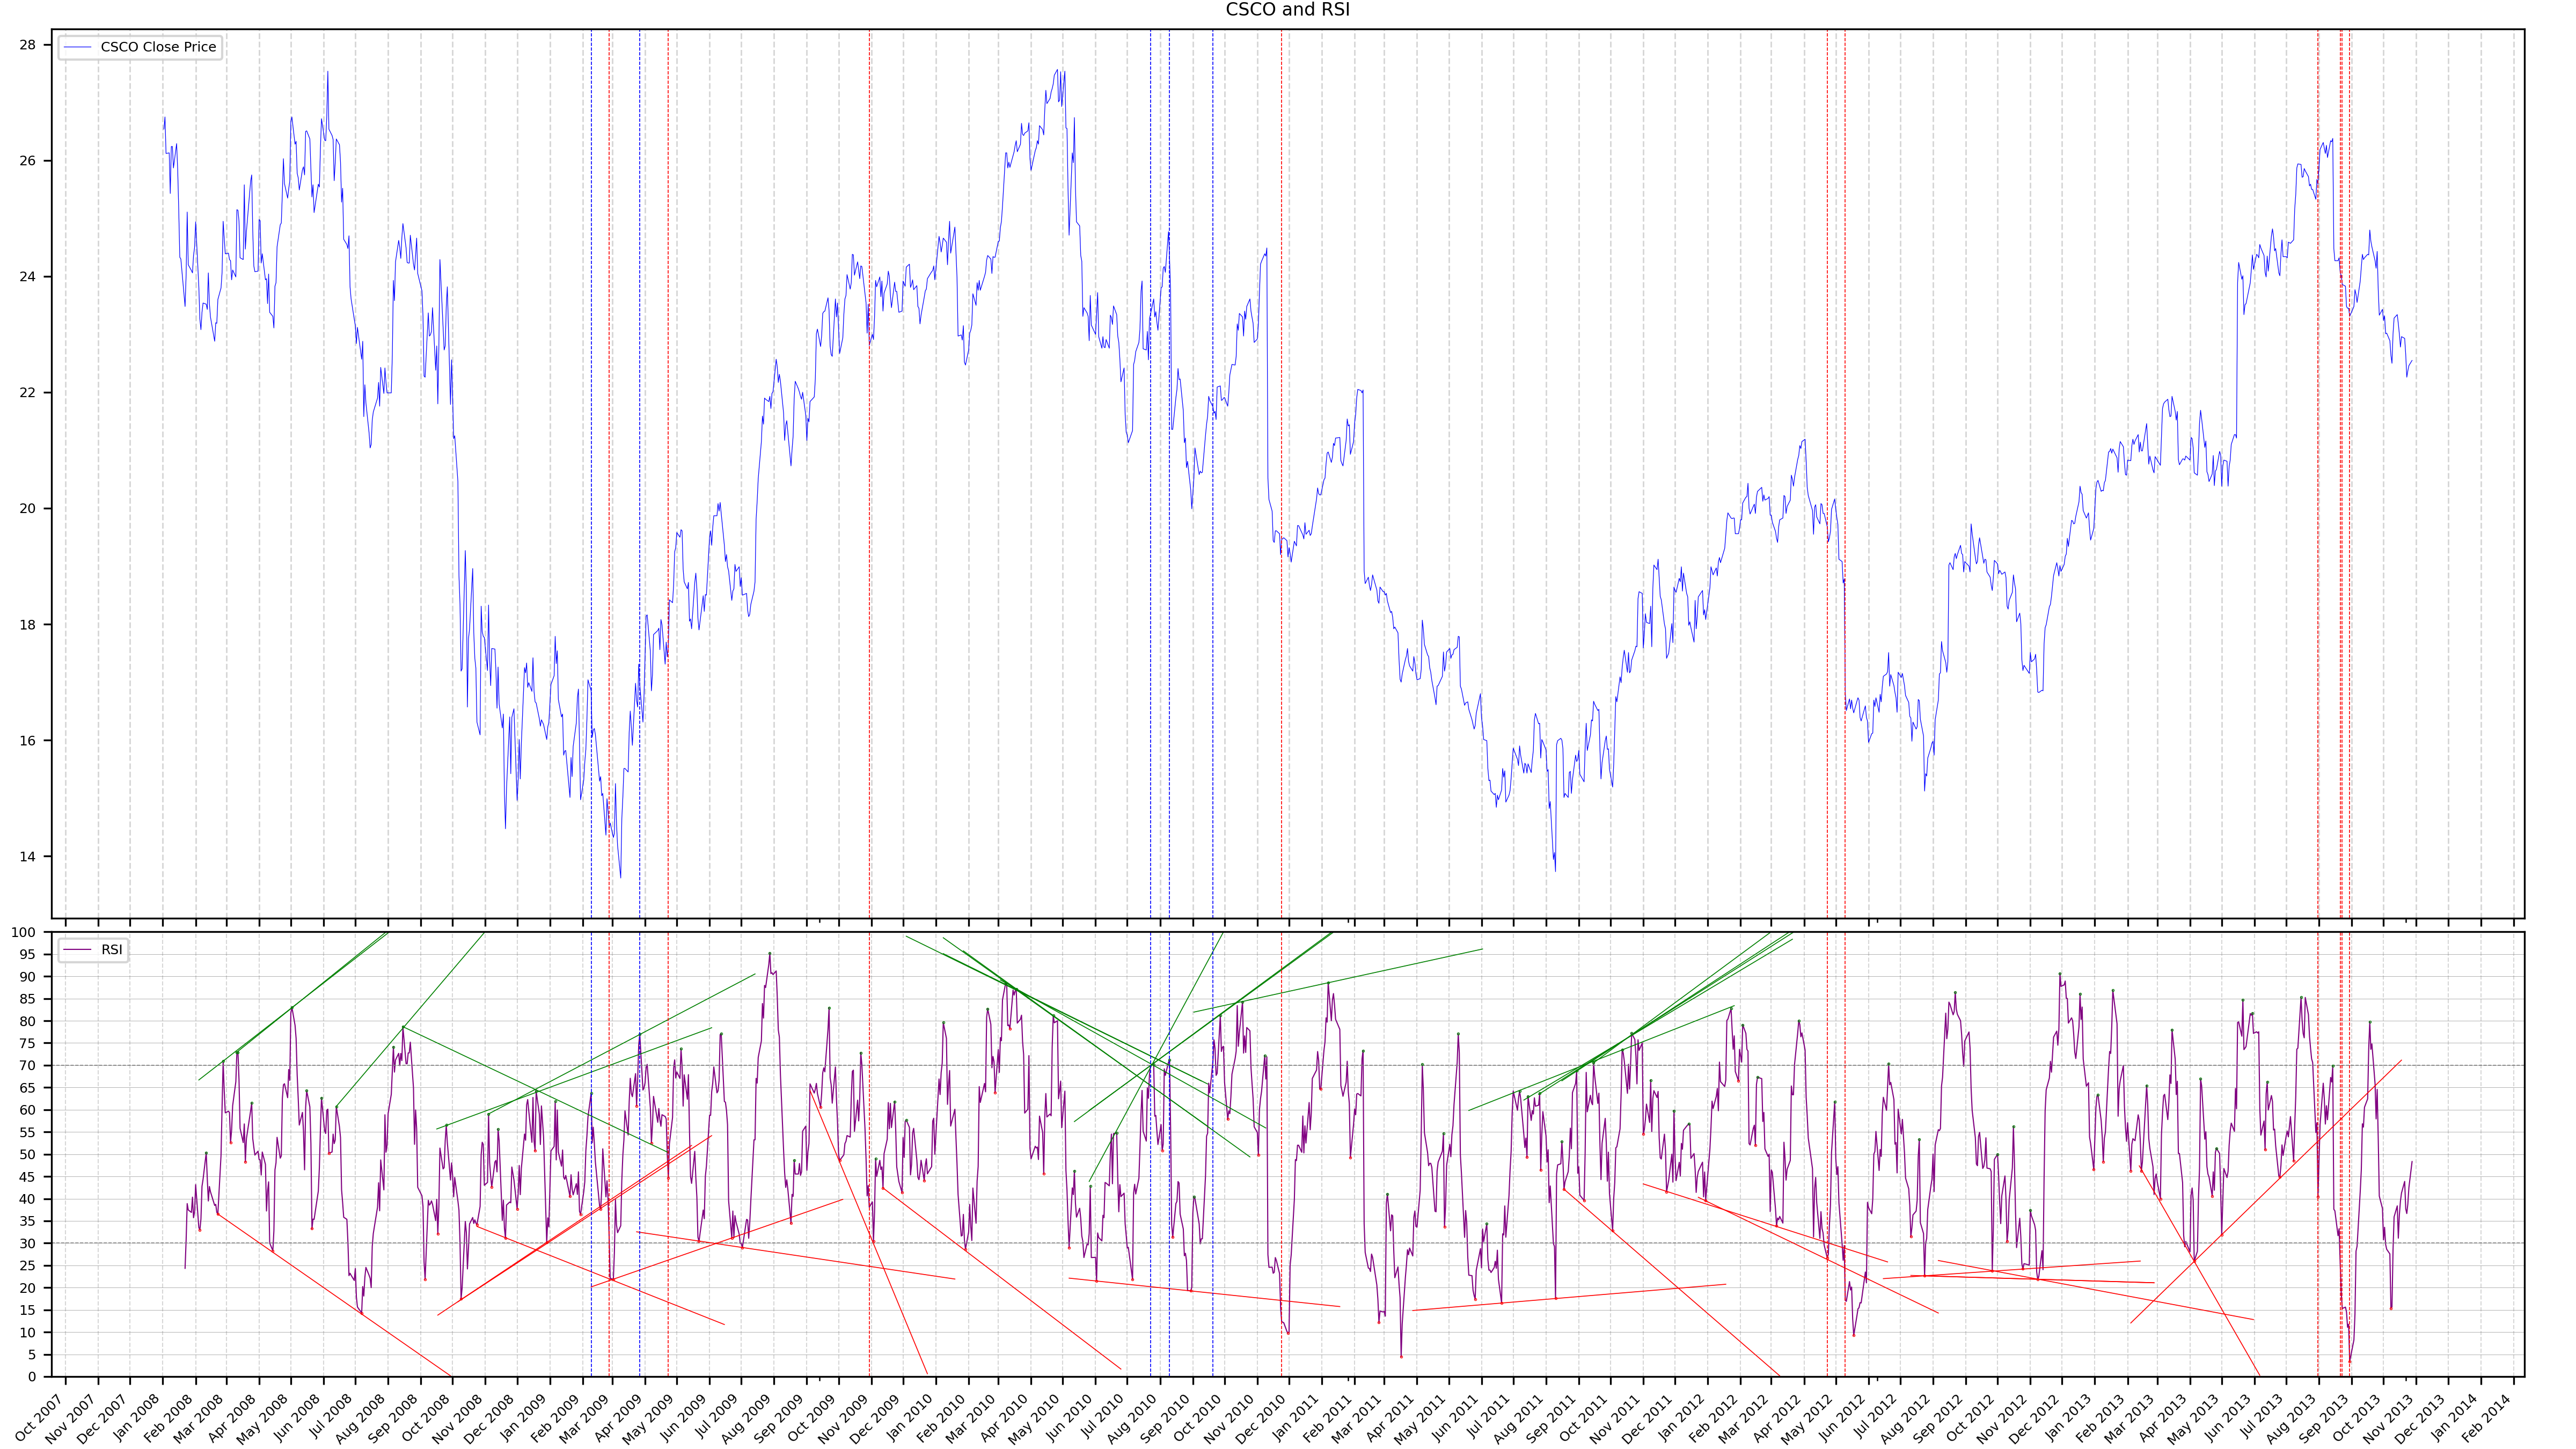 CSCO and RSI
CSCO Close Price
28
26
24
22
20
18
16
14
RSI
100
95
90
85
80
75
70
65
60
55
50
45
40
35
30
25
20
15
10
5
0
Oct 2007
Nov 2007
Dec 2007
Jan 2008
Feb 2008
Mar 2008
Apr 2008
May 2008
Jun 2008
Jul 2008
Aug 2008
Sep 2008
Oct 2008
Nov 2008
Dec 2008
Jan 2009
Feb 2009
Mar 2009
Apr 2009
May 2009
Jun 2009
Jul 2009
Aug 2009
Sep 2009
Oct 2009
Nov 2009
Dec 2009
Jan 2010
Feb 2010
Mar 2010
Apr 2010
May 2010
Jun 2010
Jul 2010
Aug 2010
Sep 2010
Oct 2010
Nov 2010
Dec 2010
Jan 2011
Feb 2011
Mar 2011
Apr 2011
May 2011
Jun 2011
Jul 2011
Aug 2011
Sep 2011
Oct 2011
Nov 2011
Dec 2011
Jan 2012
Feb 2012
Mar 2012
Apr 2012
May 2012
Jun 2012
Jul 2012
Aug 2012
Sep 2012
Oct 2012
Nov 2012
Dec 2012
Jan 2013
Feb 2013
Mar 2013
Apr 2013
May 2013
Jun 2013
Jul 2013
Aug 2013
Sep 2013
Oct 2013
Nov 2013
Dec 2013
Jan 2014
Feb 2014